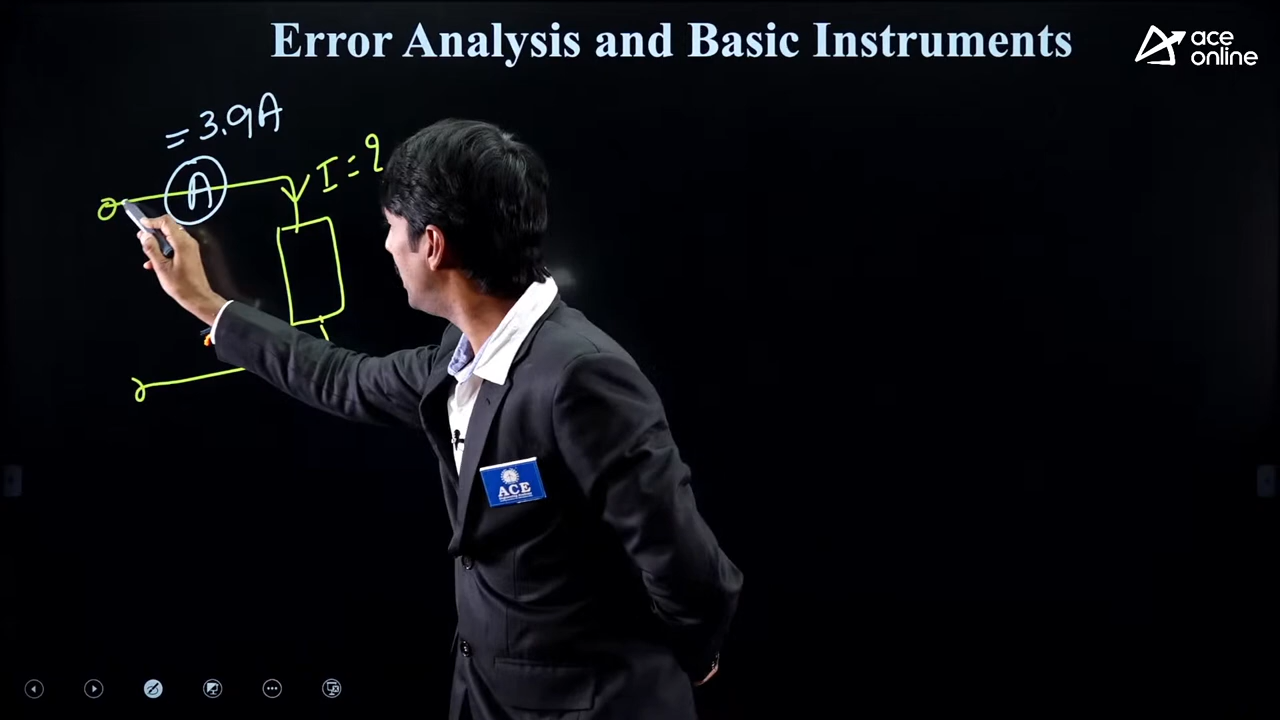 Error Analysis and Basic Instruments
ace
online
= 3.9A
A
I = ?
ACE